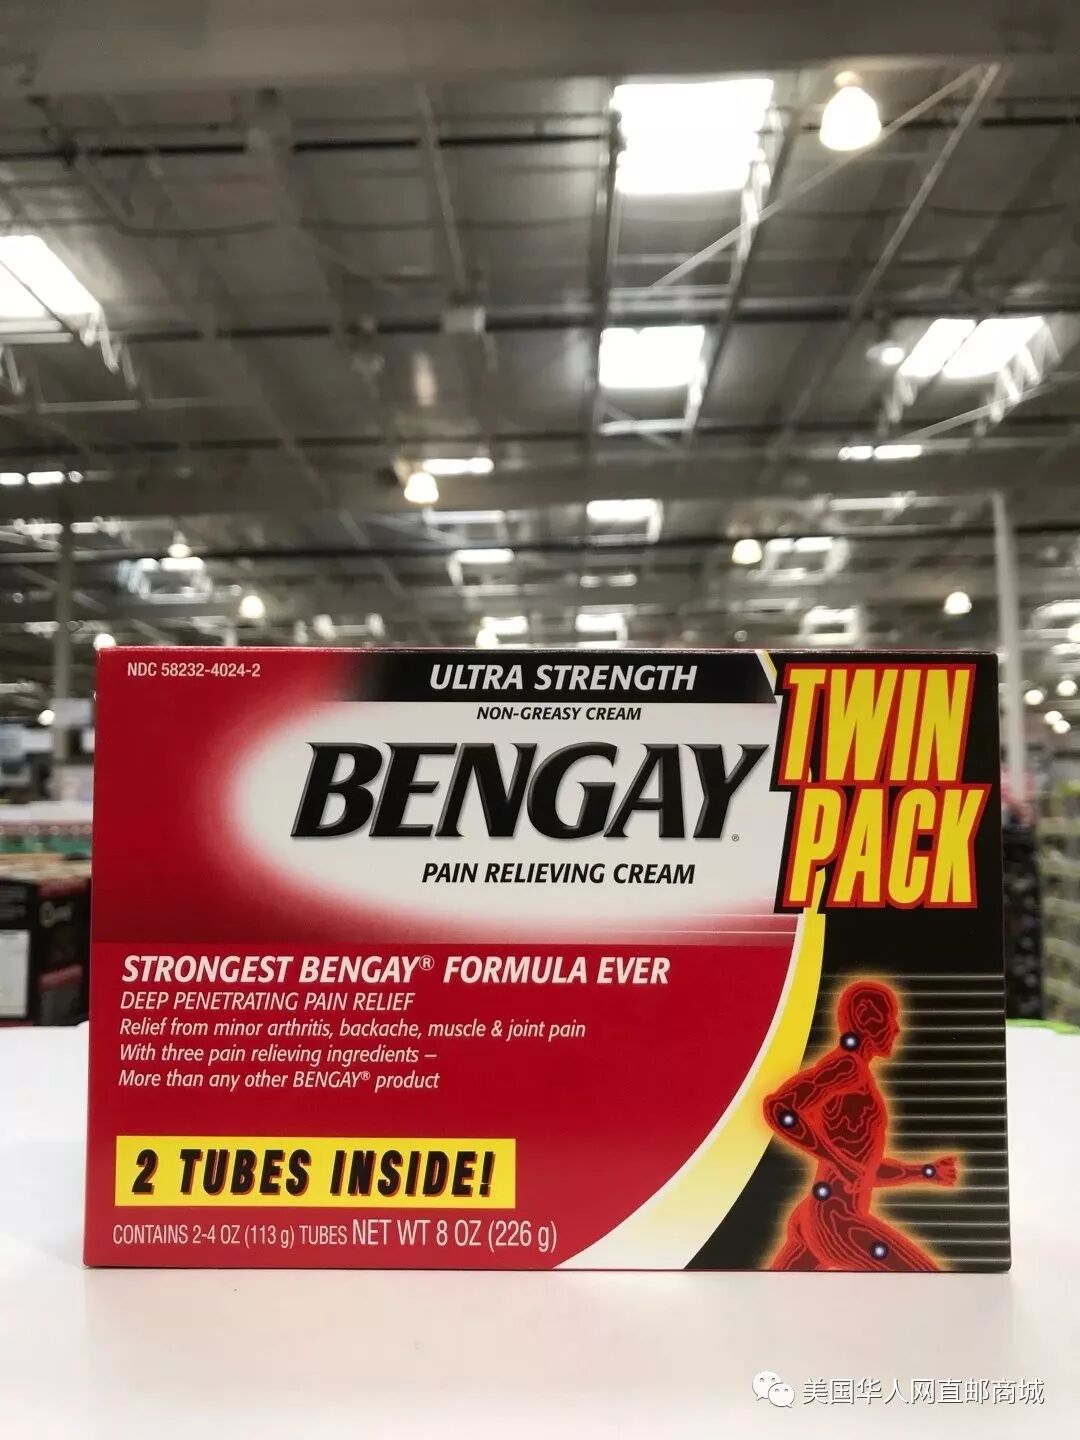 NDC 58232-4024-2
ULTRA STRENGTH
NON-GREASY CREAM
BENGAY®
PAIN RELIEVING CREAM
TWIN
PACK
STRONGEST BENGAY® FORMULA EVER
DEEP PENETRATING PAIN RELIEF
Relief from minor arthritis, backache, muscle & joint pain
With three pain relieving ingredients –
More than any other BENGAY® product
2 TUBES INSIDE!
CONTAINS 2-4 OZ (113 g) TUBES NET WT 8 OZ (226 g)
美国华人网直邮商城